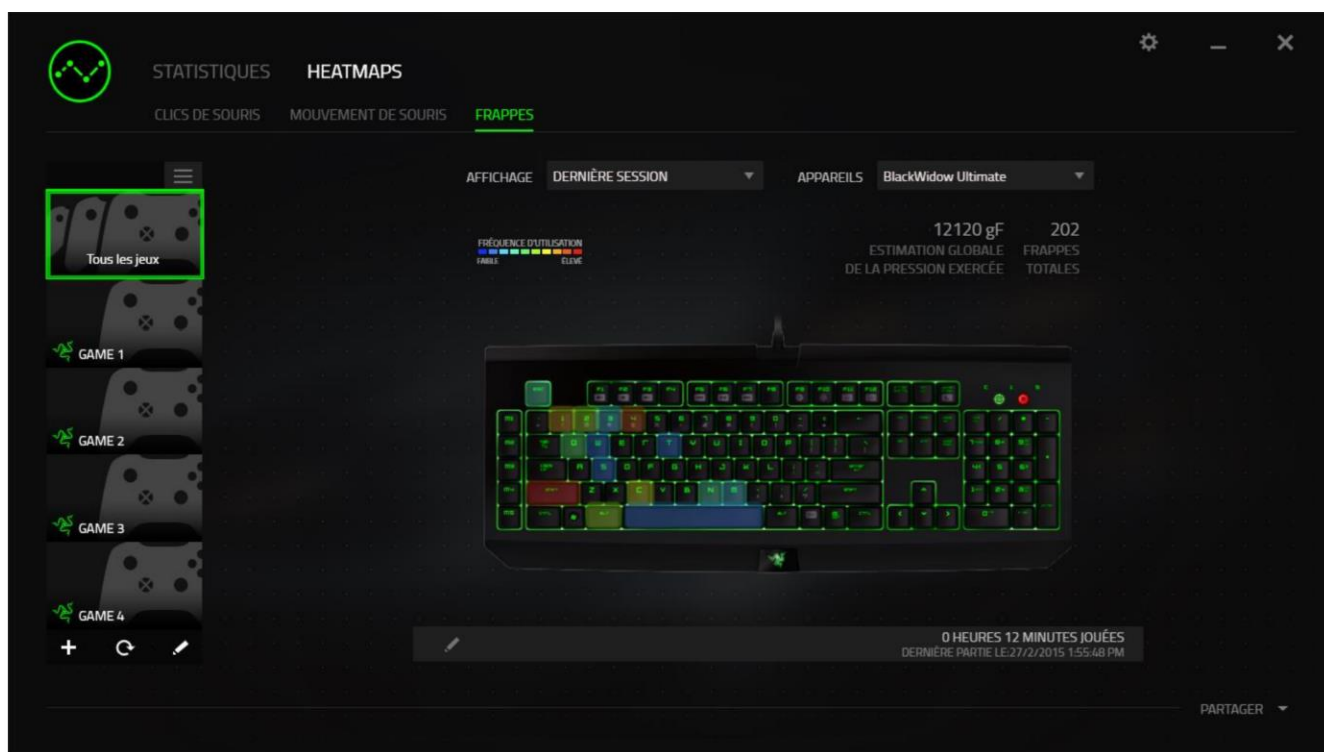 STATISTIQUES HEATMAPS
CLICS DE SOURIS MOUVEMENT DE SOURIS FRAPPES
AFFICHAGE DERNIÈRE SESSION APPAREILS BlackWidow Ultimate
Tous les jeux
GAME 1
GAME 2
GAME 3
GAME 4
FRÉQUENCE D'UTILISATION
FAIBLE ÉLEVÉ
12120 gF 202
ESTIMATION GLOBALE FRAPPES
DE LA PRESSION EXERCÉE TOTALES
0 HEURES 12 MINUTES JOUÉES
DERNIÈRE PARTIE LE:27/2/2015 1:55:48 PM
PARTAGER